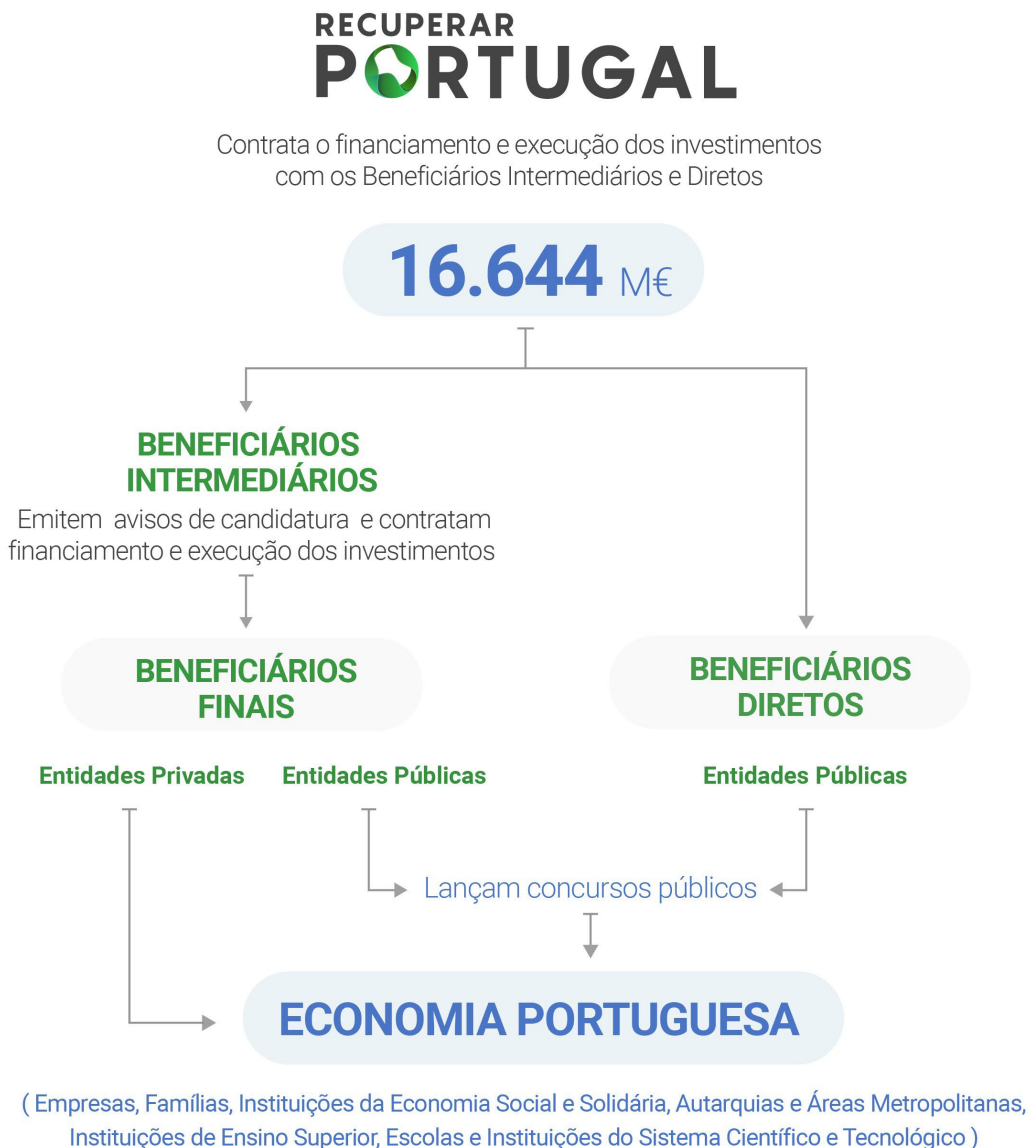 RECUPERAR
PORTUGAL
Contrata o financiamento e execução dos investimentos
com os Beneficiários Intermediários e Diretos
16.644 M€
BENEFICIÁRIOS
INTERMEDIÁRIOS
Emitem avisos de candidatura e contratam
financiamento e execução dos investimentos
BENEFICIÁRIOS
FINAIS
BENEFICIÁRIOS
DIRETOS
Entidades Privadas
Entidades Públicas
Entidades Públicas
Lançam concursos públicos
ECONOMIA PORTUGUESA
( Empresas, Famílias, Instituições da Economia Social e Solidária, Autarquias e Áreas Metropolitanas,
Instituições de Ensino Superior, Escolas e Instituições do Sistema Científico e Tecnológico )